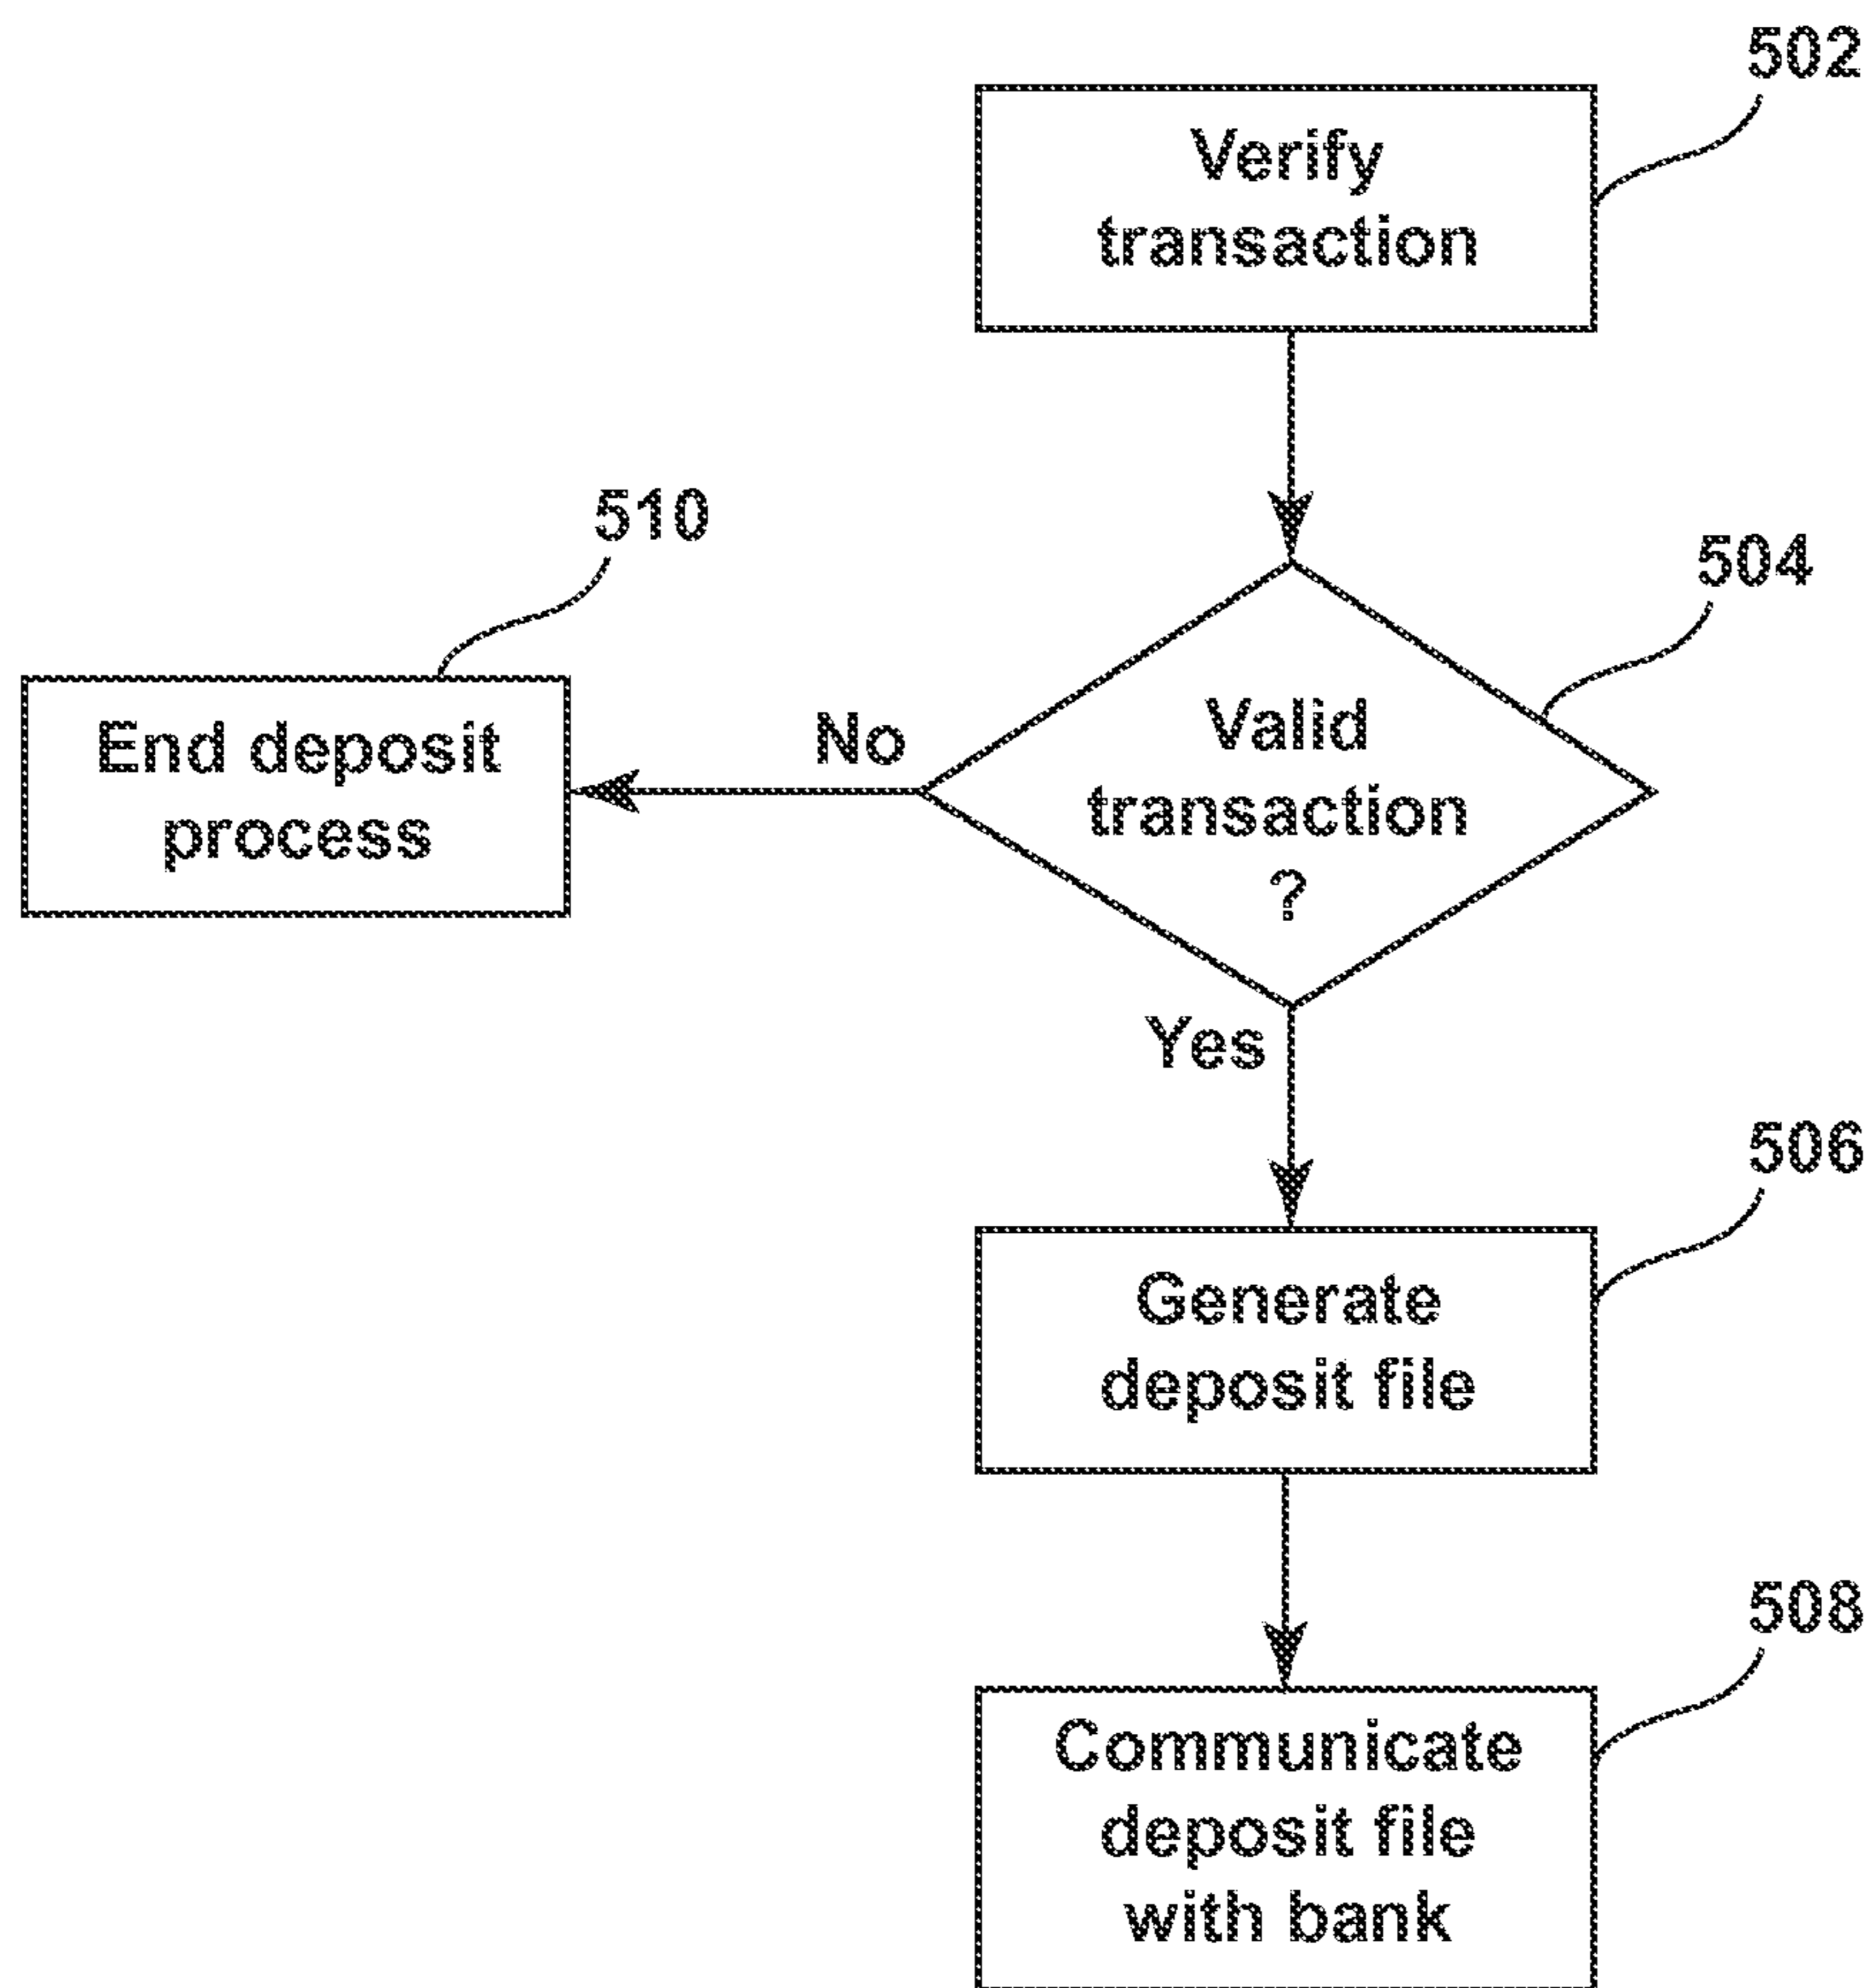 502
Verify
transaction
510
504
End deposit
process
No
Valid
transaction
?
Yes
506
Generate
deposit file
508
Communicate
deposit file
with bank